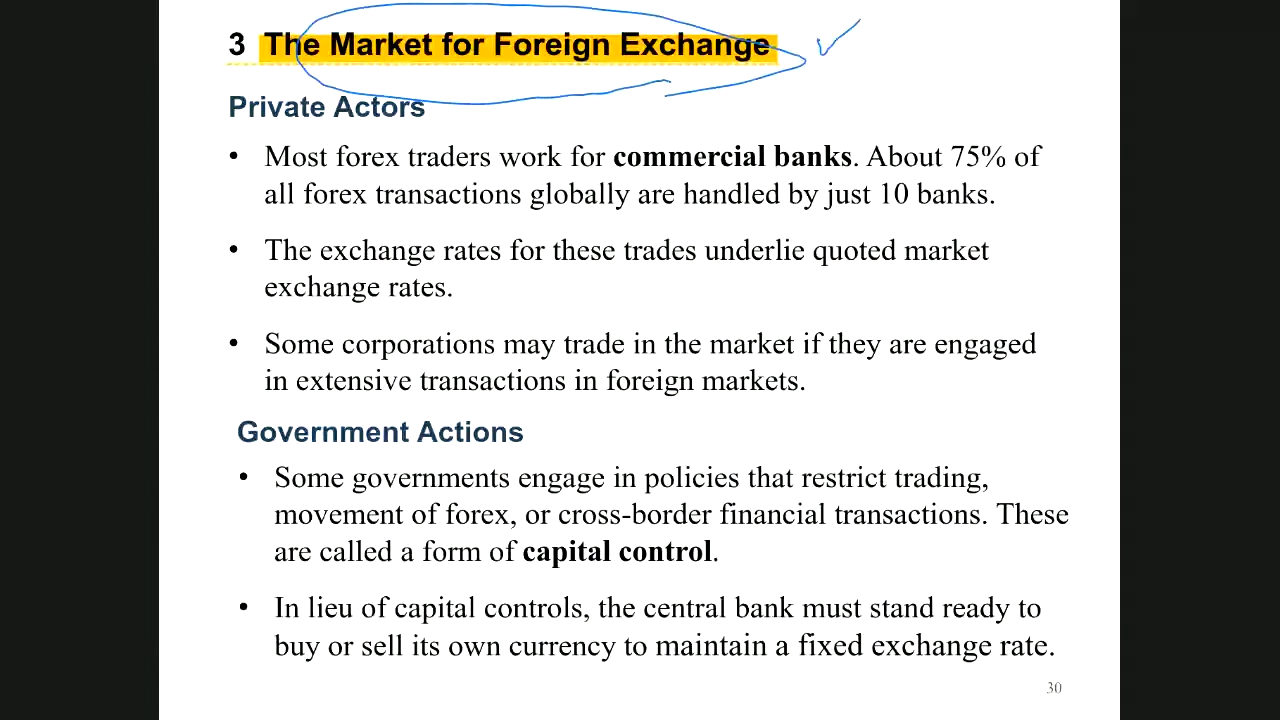 3 The Market for Foreign Exchange
Private Actors
• Most forex traders work for commercial banks. About 75% of
all forex transactions globally are handled by just 10 banks.
• The exchange rates for these trades underlie quoted market
exchange rates.
• Some corporations may trade in the market if they are engaged
in extensive transactions in foreign markets.
Government Actions
• Some governments engage in policies that restrict trading,
movement of forex, or cross-border financial transactions. These
are called a form of capital control.
• In lieu of capital controls, the central bank must stand ready to
buy or sell its own currency to maintain a fixed exchange rate.
30